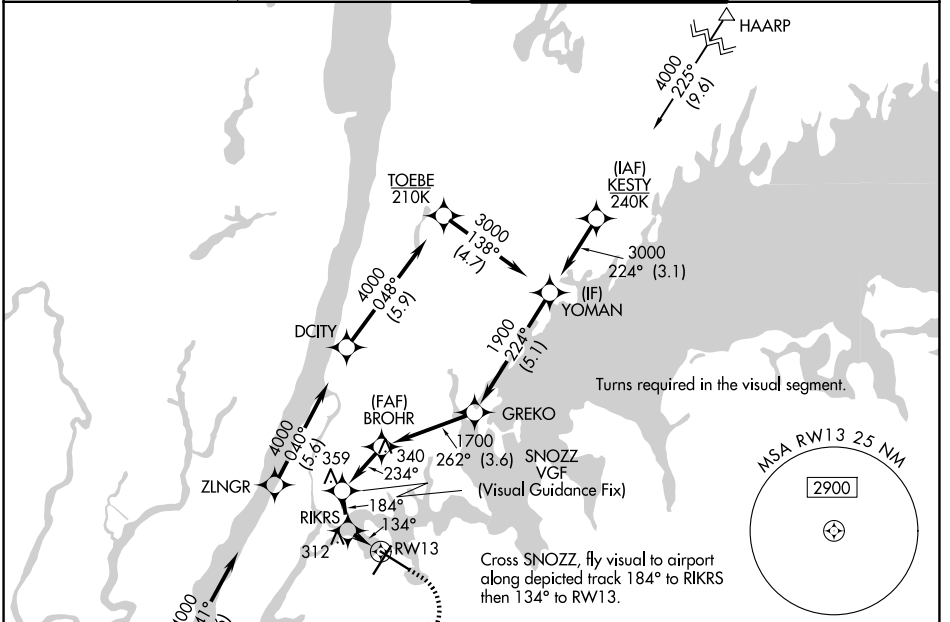 HAARP
4000
225°
(9.6)
(IAF)
KESTY
240K
TOEBE
210K
3000
138°
(4.7)
3000
224° (3.1)
(IF)
YOMAN
4000
048°
(5.9)
DCITY
1900
224°
(5.1)
Turns required in the visual segment.
(FAF)
BROHR
GREKO
1700
262° (3.6)
340
234°
SNOZZ
VGF
(Visual Guidance Fix)
359
4000
040°
(5.6)
ZLNGR
184°
RIKRS
134°
312
RW13
MSA RW13 25 NM
2900
Cross SNOZZ, fly visual to airport
along depicted track 184° to RIKRS
then 134° to RW13.
4000